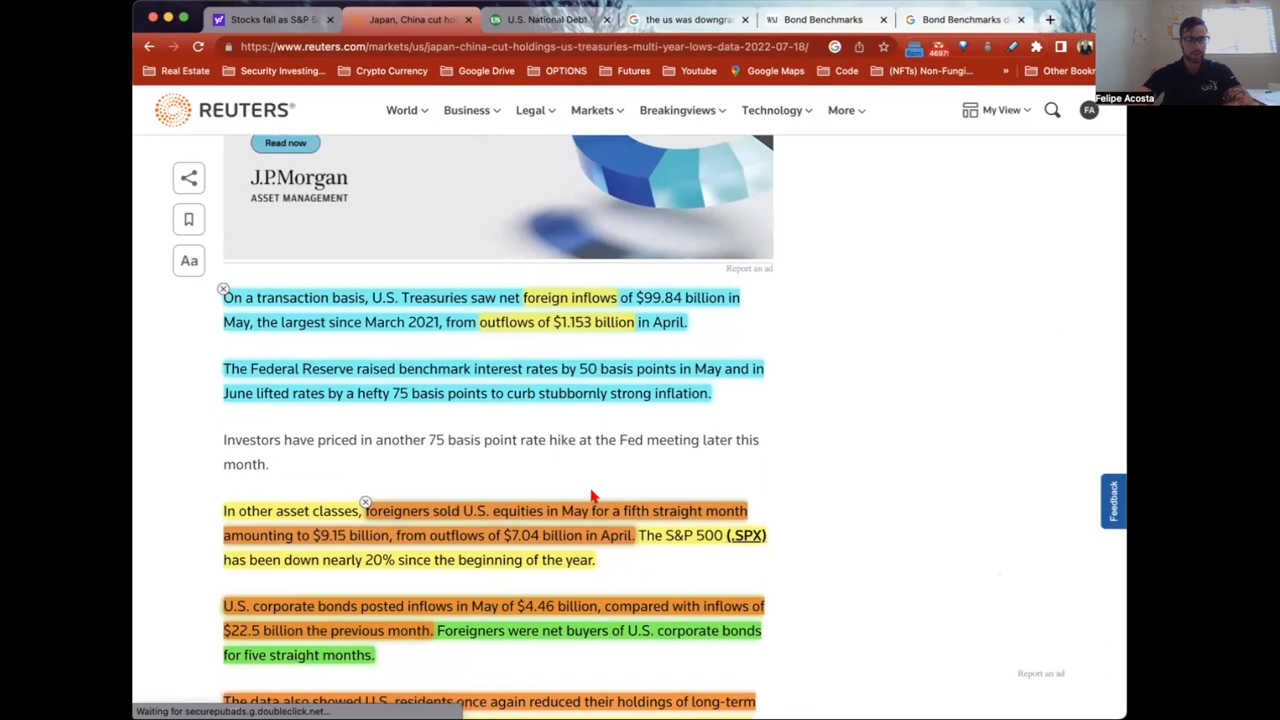 Stocks fall as S&P 5
Japan, China cut hol
U.S. National Debt
the us was downgra
WSJ Bond Benchmarks
Bond Benchmarks d
https://www.reuters.com/markets/us/japan-china-cut-holdings-us-treasuries-multi-year-lows-data-2022-07-18/
Real Estate
Security Investing...
Crypto Currency
Google Drive
OPTIONS
Futures
Youtube
Google Maps
Code
(NFTs) Non-Fungi...
»
Other Bookr
Felipe Acosta
REUTERS®
World
Business
Legal
Markets
Breakingviews
Technology
More
My View
FA
Read now
J.P.Morgan
ASSET MANAGEMENT
Report an ad
Aa
On a transaction basis, U.S. Treasuries saw net foreign inflows of $99.84 billion in
May, the largest since March 2021, from outflows of $1.153 billion in April.
The Federal Reserve raised benchmark interest rates by 50 basis points in May and in
June lifted rates by a hefty 75 basis points to curb stubbornly strong inflation.
Investors have priced in another 75 basis point rate hike at the Fed meeting later this
month.
In other asset classes, foreigners sold U.S. equities in May for a fifth straight month
amounting to $9.15 billion, from outflows of $7.04 billion in April. The S&P 500 (.SPX)
has been down nearly 20% since the beginning of the year.
U.S. corporate bonds posted inflows in May of $4.46 billion, compared with inflows of
$22.5 billion the previous month. Foreigners were net buyers of U.S. corporate bonds
for five straight months.
Feedback
Report an ad
The data also showed U.S. residents once again reduced their holdings of long-term
Waiting for securepubads.g.doubleclick.net...